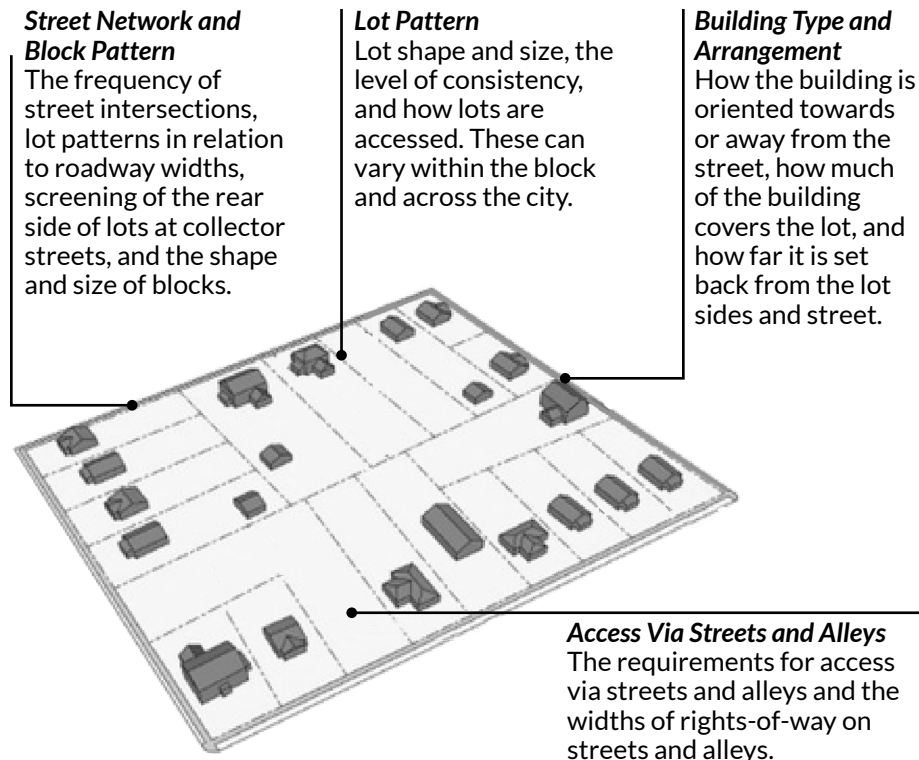 Street Network and
Block Pattern
The frequency of
street intersections,
lot patterns in relation
to roadway widths,
screening of the rear
side of lots at collector
streets, and the shape
and size of blocks.
Lot Pattern
Lot shape and size, the
level of consistency,
and how lots are
accessed. These can
vary within the block
and across the city.
Building Type and
Arrangement
How the building is
oriented towards
or away from the
street, how much
of the building
covers the lot, and
how far it is set
back from the lot
sides and street.
Access Via Streets and Alleys
The requirements for access
via streets and alleys and the
widths of rights-of-way on
streets and alleys.